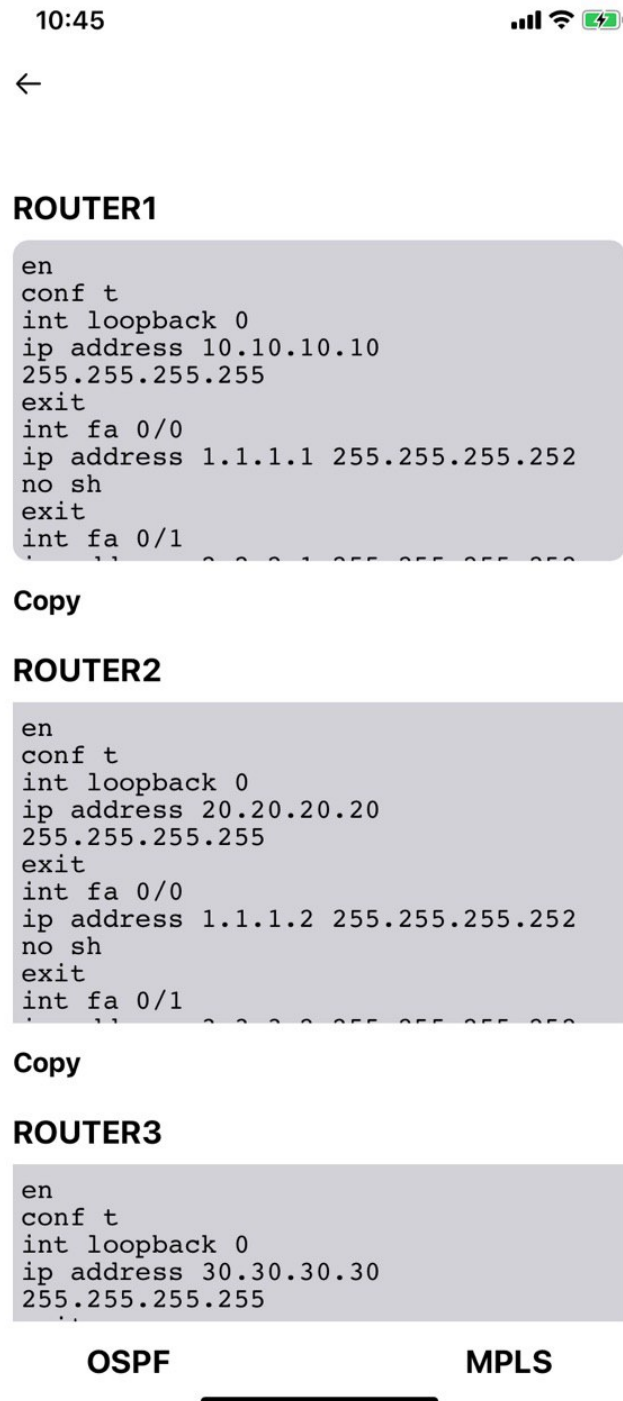 10:45
ROUTER1
en
conf t
int loopback 0
ip address 10.10.10.10
255.255.255.255
exit
int fa 0/0
ip address 1.1.1.1 255.255.255.252
no sh
exit
int fa 0/1
Copy
ROUTER2
en
conf t
int loopback 0
ip address 20.20.20.20
255.255.255.255
exit
int fa 0/0
ip address 1.1.1.2 255.255.255.252
no sh
exit
int fa 0/1
Copy
ROUTER3
en
conf t
int loopback 0
ip address 30.30.30.30
255.255.255.255
OSPF MPLS